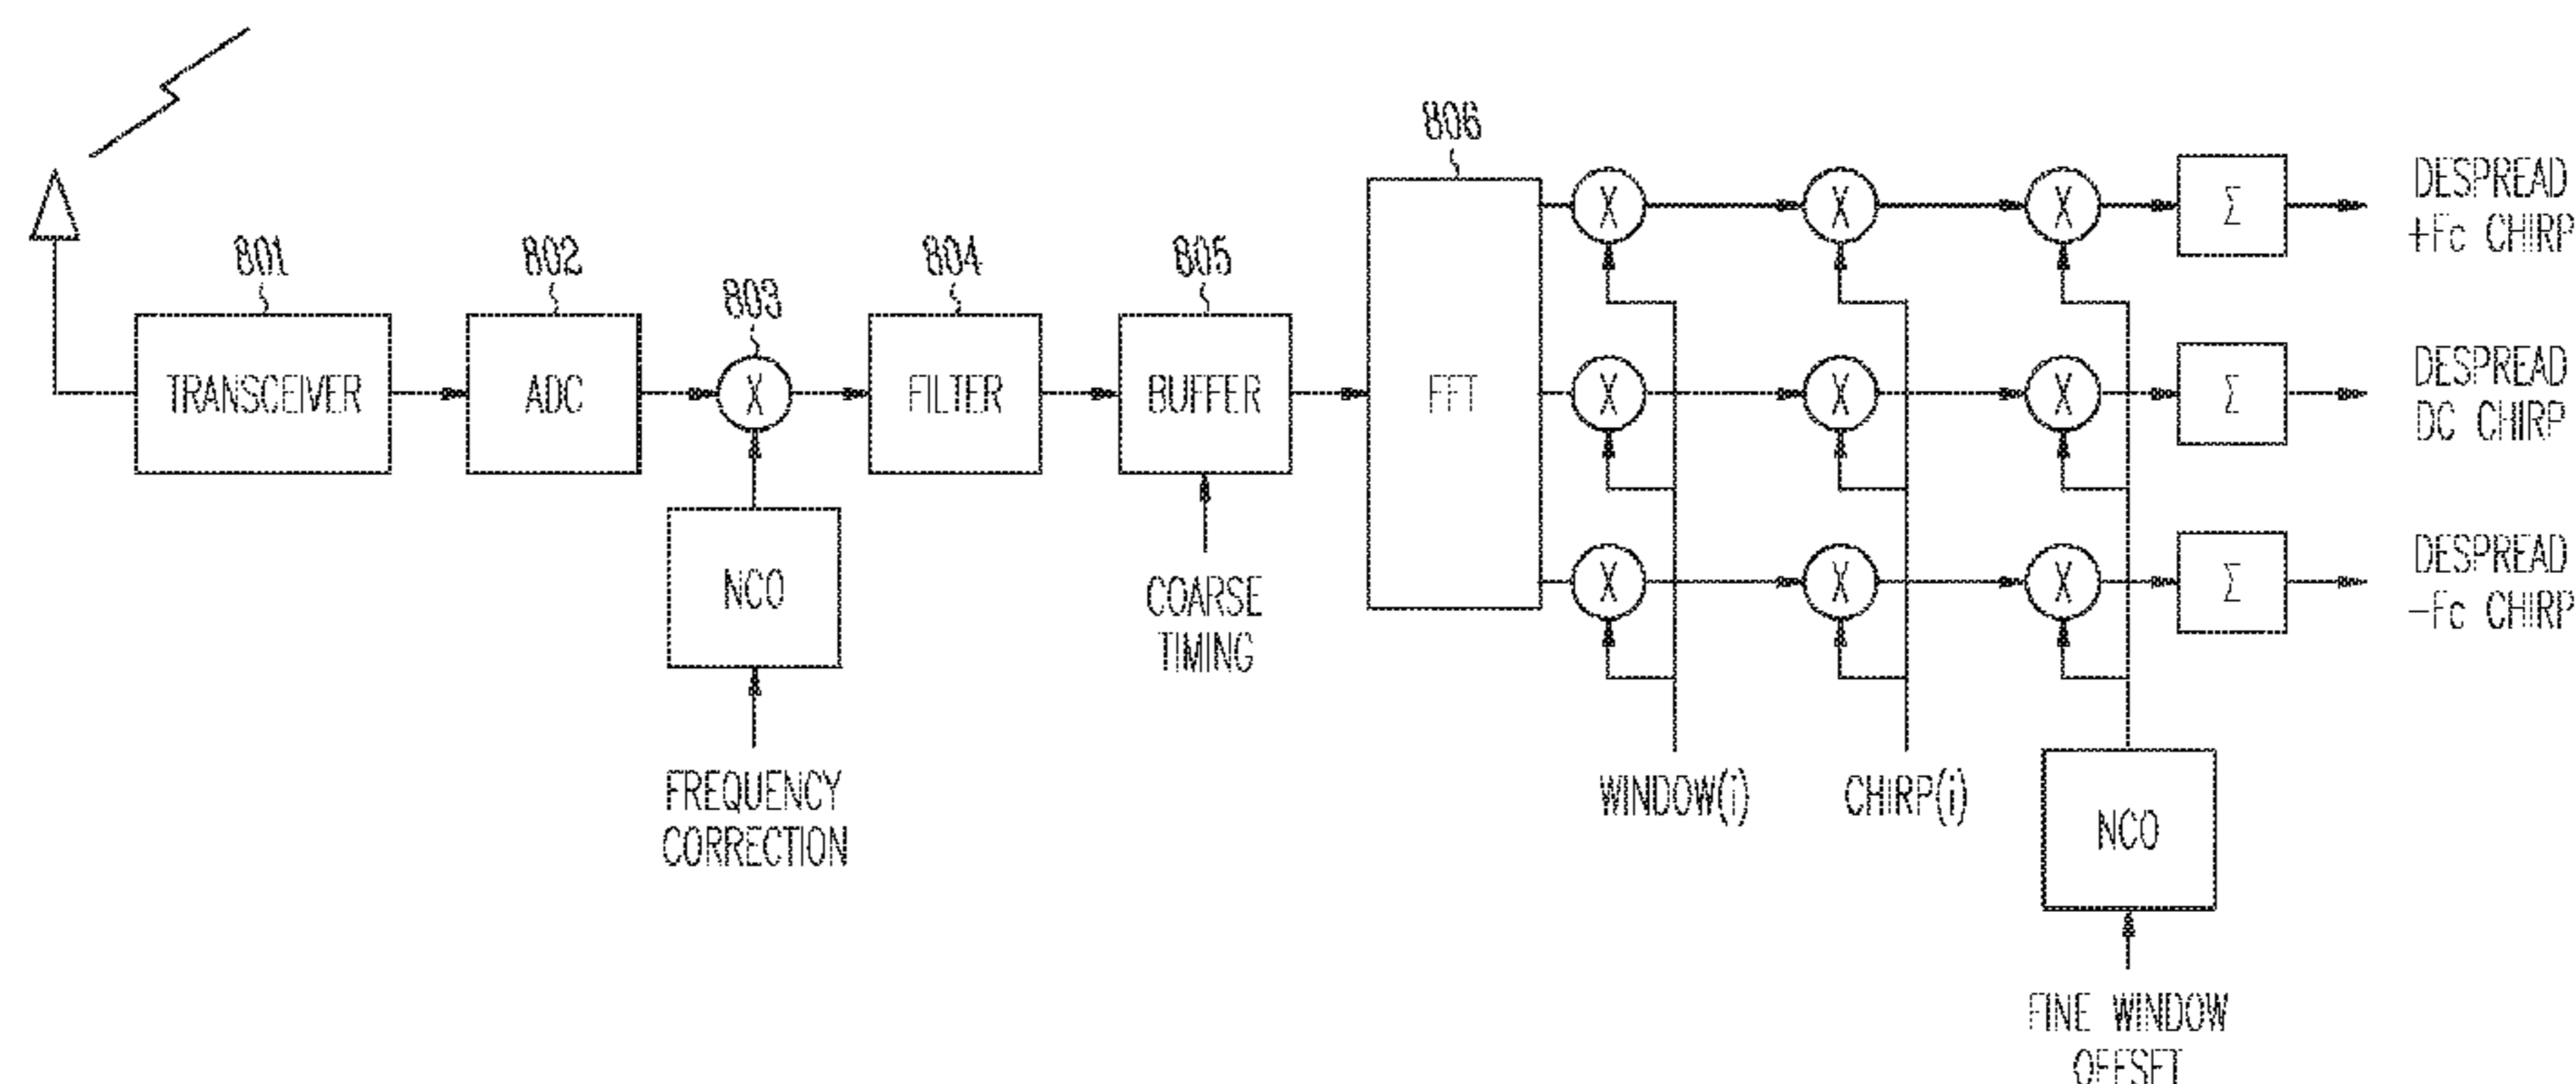 801
802
803
804
805
806
TRANSCEIVER
ADC
X
FILTER
BUFFER
FFT
NCO
FREQUENCY
CORRECTION
COARSE
TIMING
X
X
X
Σ
DESPREAD
+Fc CHIRP
X
X
X
Σ
DESPREAD
DC CHIRP
X
X
X
Σ
DESPREAD
-Fc CHIRP
WINDOW(i)
CHIRP(i)
NCO
FINE WINDOW
OFFSET